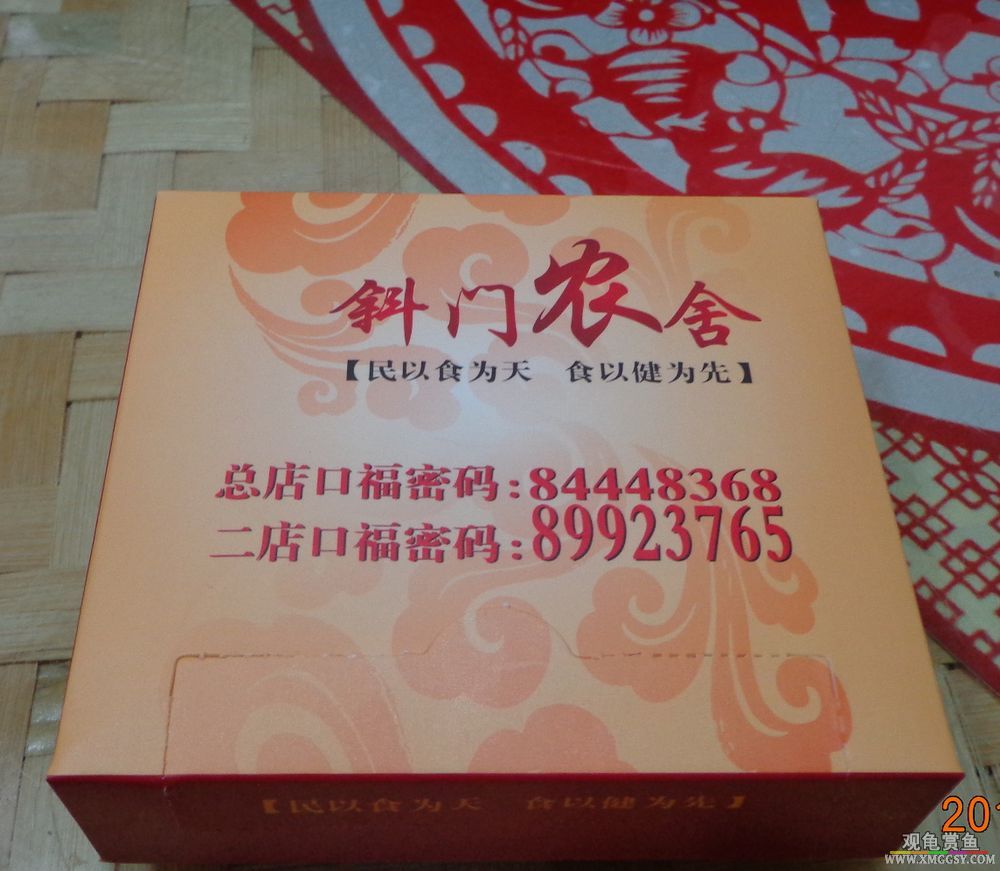 斜门农舍
【民以食为天 食以健为先】
总店口福密码:84448368
二店口福密码:89923765
【民以食为天 食以健为先】
201
观龟赏鱼
WWW.XMGGSY.COM